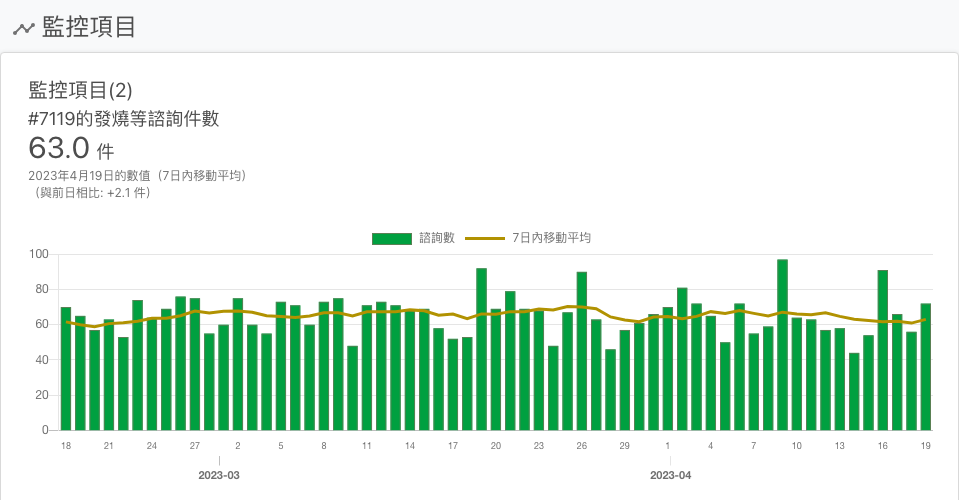 監控項目
監控項目(2)
#7119的發燒等諮詢件數
63.0 件
2023年4月19日的數值（7日內移動平均）
（與前日相比: +2.1 件）
諮詢數 7日內移動平均
100
80
60
40
20
0
18 21 24 27 2 5 8 11 14 17 20 23 26 29 1 4 7 10 13 16 19
2023-03 2023-04